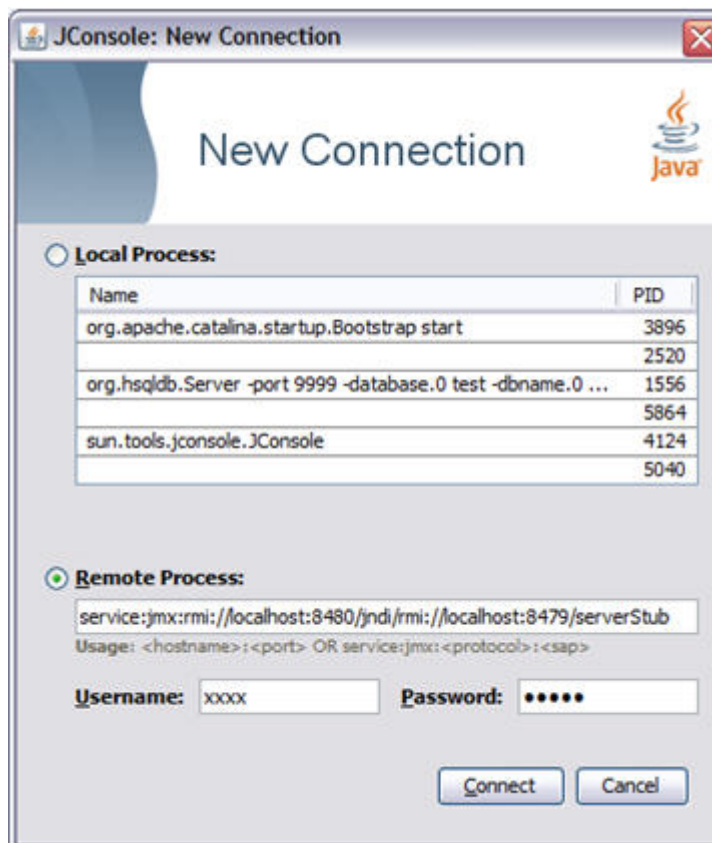 JConsole: New Connection
New Connection
Java
Local Process:
Name PID
org.apache.catalina.startup.Bootstrap start 3896
2520
org.hsqldb.Server -port 9999 -database.0 test -dbname.0 ... 1556
5864
sun.tools.jconsole.JConsole 4124
5040
Remote Process:
service:jmx:rmi://localhost:8480/jndi/rmi://localhost:8479/serverStub
Usage: <hostname>:<port> OR service:jmx:<protocol>:<sap>
Username: xxxx Password: •••••
Connect Cancel